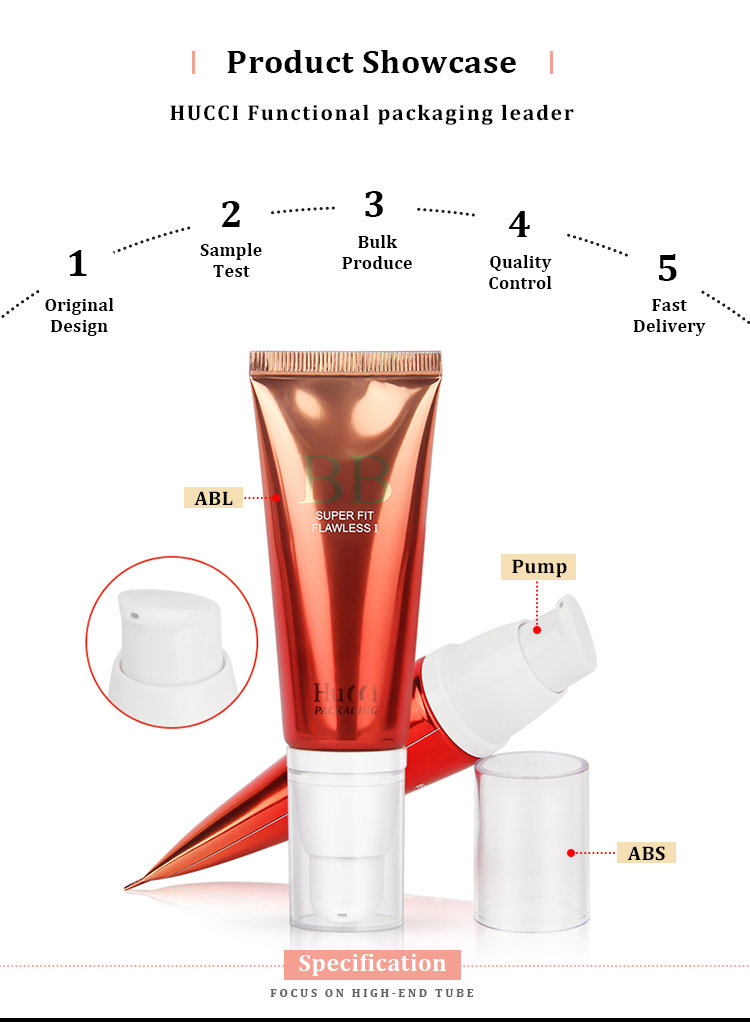 Product Showcase
HUCCI Functional packaging leader
1
Original
Design
2
Sample
Test
3
Bulk
Produce
4
Quality
Control
5
Fast
Delivery
BB
ABL
SUPER FIT
FLAWLESS I
Pump
Hucci
PACKAGING
ABS
Specification
FOCUS ON HIGH-END TUBE